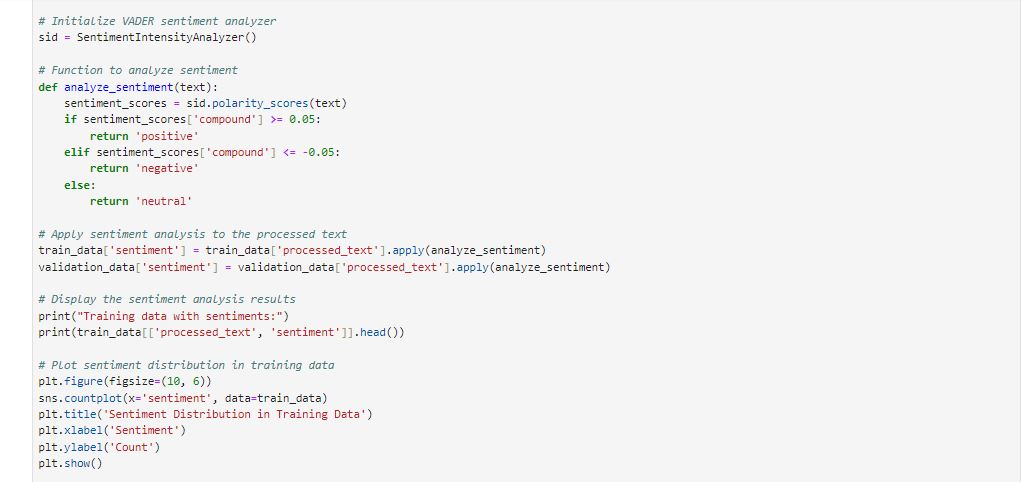 # Initialize VADER sentiment analyzer
sid = SentimentIntensityAnalyzer()

# Function to analyze sentiment
def analyze_sentiment(text):
    sentiment_scores = sid.polarity_scores(text)
    if sentiment_scores['compound'] >= 0.05:
        return 'positive'
    elif sentiment_scores['compound'] <= -0.05:
        return 'negative'
    else:
        return 'neutral'

# Apply sentiment analysis to the processed text
train_data['sentiment'] = train_data['processed_text'].apply(analyze_sentiment)
validation_data['sentiment'] = validation_data['processed_text'].apply(analyze_sentiment)

# Display the sentiment analysis results
print("Training data with sentiments:")
print(train_data[['processed_text', 'sentiment']].head())

# Plot sentiment distribution in training data
plt.figure(figsize=(10, 6))
sns.countplot(x='sentiment', data=train_data)
plt.title('Sentiment Distribution in Training Data')
plt.xlabel('Sentiment')
plt.ylabel('Count')
plt.show()